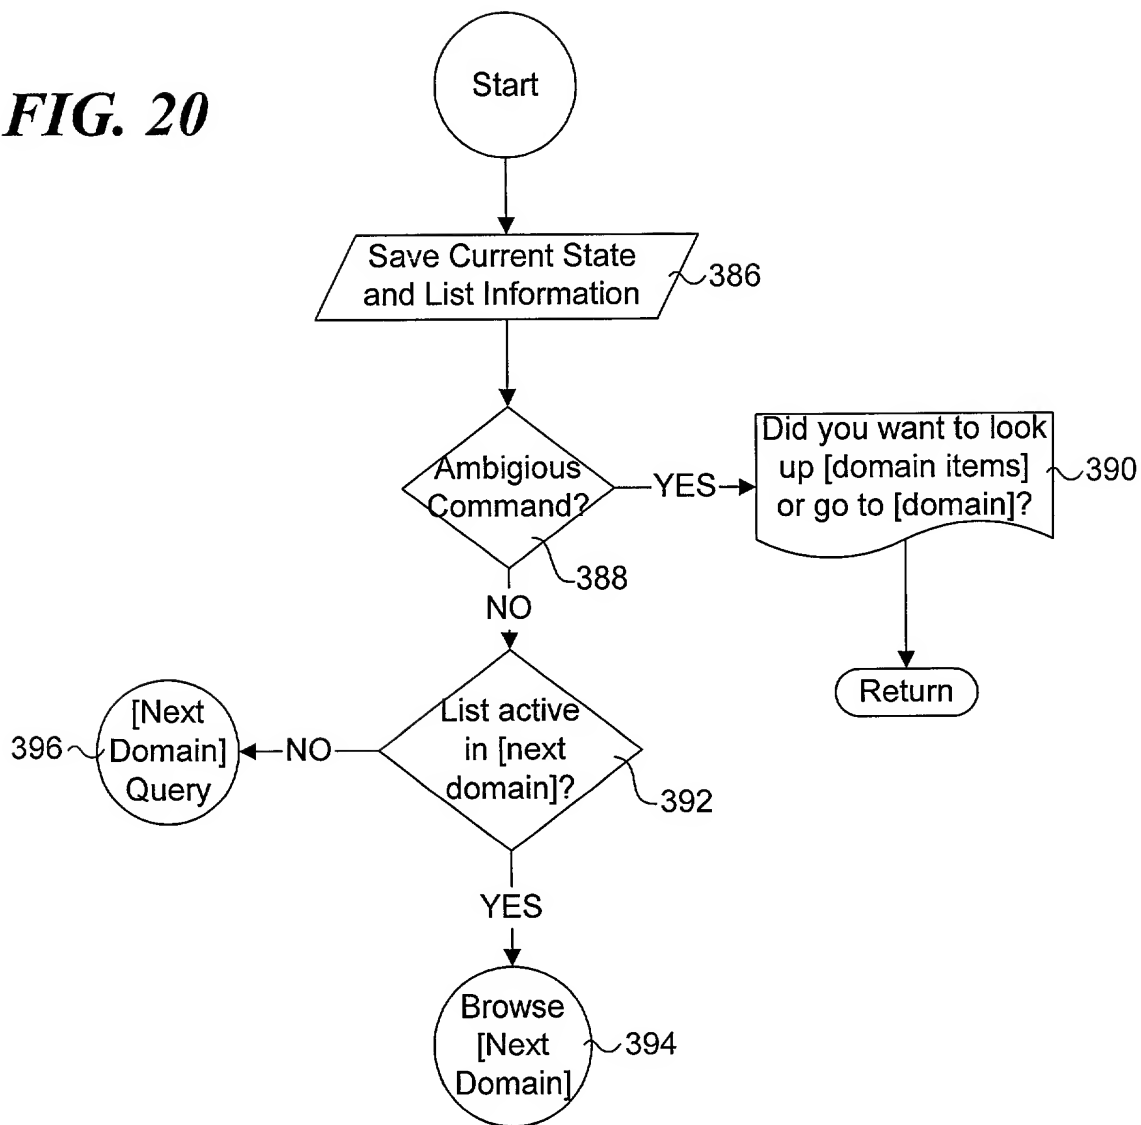 FIG. 20
Start
Save Current State
and List Information
386
Ambigious
Command?
388
YES
Did you want to look
up [domain items]
or go to [domain]?
390
Return
NO
List active
in [next
domain]?
392
NO
[Next
Domain]
Query
396
YES
Browse
[Next
Domain]
394